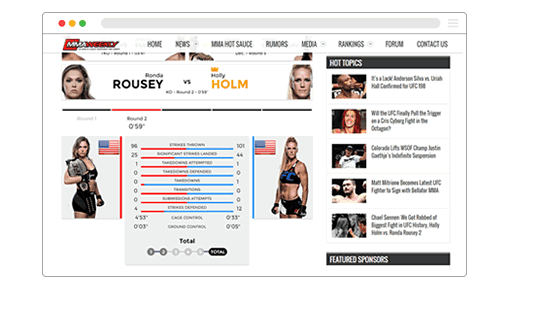 MMAWEEKLY
HOME NEWS MMA HOT SAUCE RUMORS MEDIA RANKINGS FORUM CONTACT US
Ronda
ROUSEY
vs
Holly
HOLM
KO - Round 2 - 0'59"
Round 1 Round 2
0'59"
96 STRIKES THROWN 101
25 SIGNIFICANT STRIKES LANDED 44
1 TAKEDOWNS ATTEMPTED 1
0 TAKEDOWNS DEFENDED 0
0 TAKEDOWNS 1
0 TRANSITIONS 0
0 SUBMISSIONS ATTEMPTS 0
4 STRIKES DEFENDED 12
4'53" CAGE CONTROL 0'33"
0'03" GROUND CONTROL 0'05"
Total
1 2 3 4 5 TOTAL
HOT TOPICS
It's a Lock! Anderson Silva vs. Uriah
Hall Confirmed for UFC 198
Will the UFC Finally Pull the Trigger
on a Cris Cyborg Fight in the
Octagon?
Colorado Lifts WSOF Champ Justin
Gaethje's Indefinite Suspension
Matt Mitrione Becomes Latest UFC
Fighter to Sign with Bellator MMA
Chael Sonnen: We Got Robbed of
Biggest Fight in UFC History, Holly
Holm vs. Ronda Rousey 2
FEATURED SPONSORS